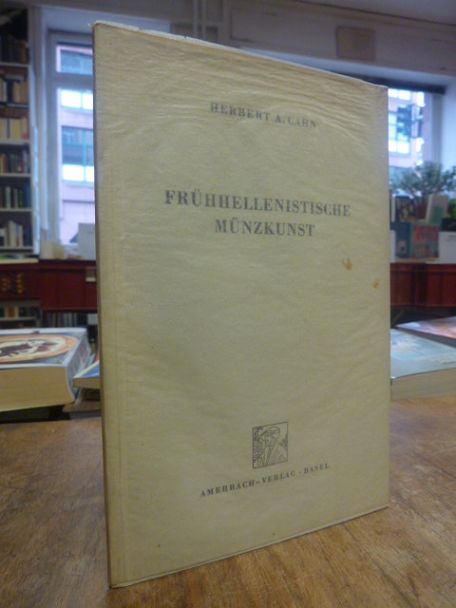 HERBERT A. CAHN
FRÜHHELLENISTISCHE
MÜNZKUNST
AMERBACH-VERLAG · BASEL